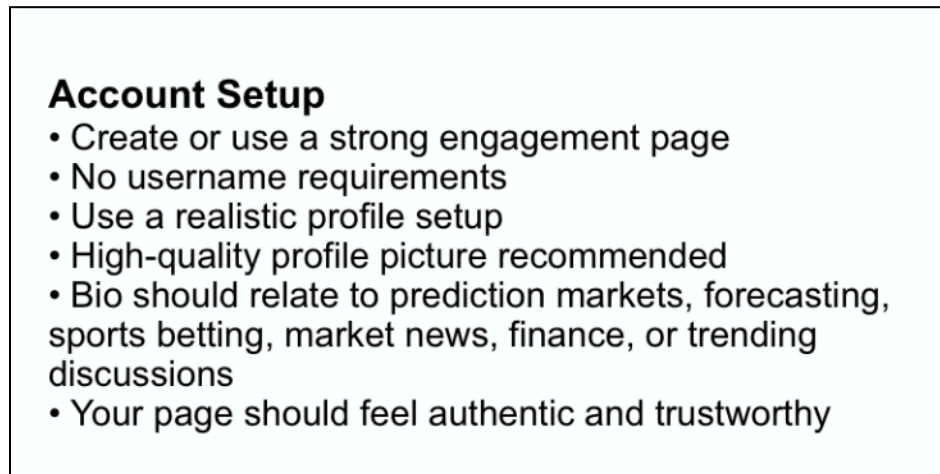 Account Setup
• Create or use a strong engagement page
• No username requirements
• Use a realistic profile setup
• High-quality profile picture recommended
• Bio should relate to prediction markets, forecasting,
sports betting, market news, finance, or trending
discussions
• Your page should feel authentic and trustworthy